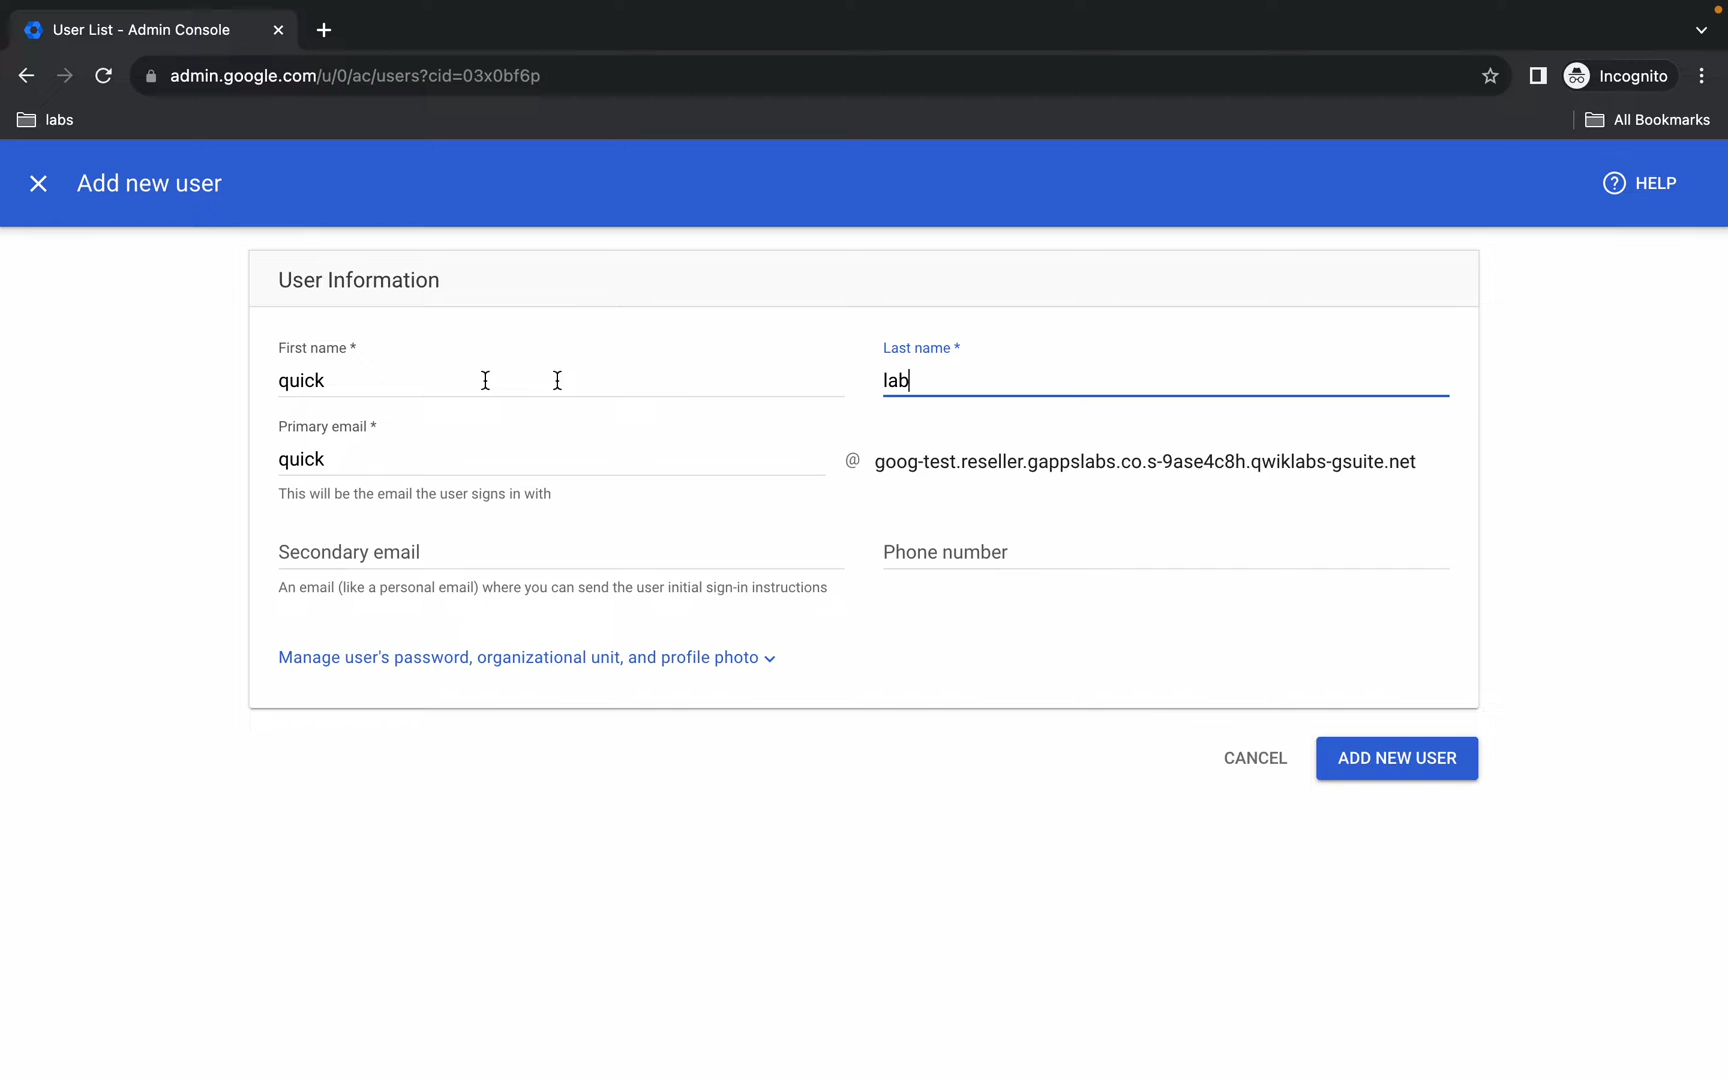 User List - Admin Console
admin.google.com/u/0/ac/users?cid=03x0bf6p
Incognito
labs
All Bookmarks
Add new user
HELP
User Information
First name *
Last name *
quick
lab
Primary email *
quick
@ goog-test.reseller.gappslabs.co.s-9ase4c8h.qwiklabs-gsuite.net
This will be the email the user signs in with
Secondary email
Phone number
An email (like a personal email) where you can send the user initial sign-in instructions
Manage user's password, organizational unit, and profile photo
CANCEL
ADD NEW USER